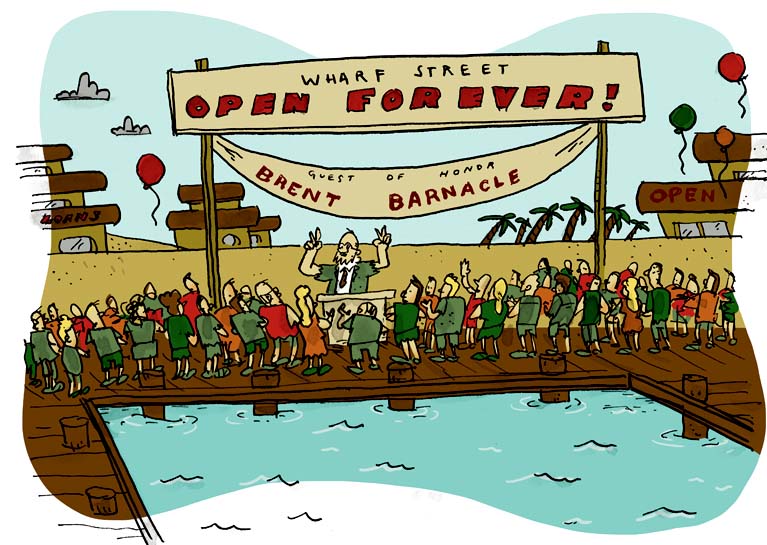 WHARF STREET
OPEN FOREVER!
GUEST OF HONOR
BRENT BARNACLE
OPEN